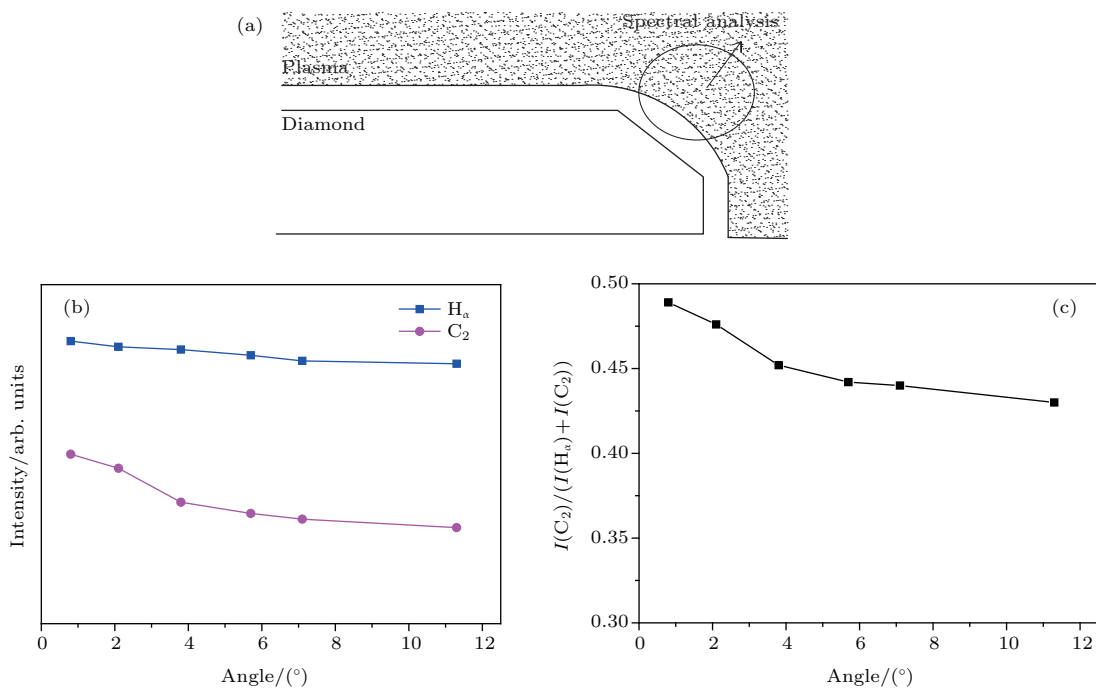 (a)
Spectral analysis
Plasma
Diamond
(b)
Hα
C₂
Intensity/arb. units
0 2 4 6 8 10 12
Angle/(°)
(c)
0.50
0.45
0.40
0.35
0.30
I(C₂)/(I(Hα)+I(C₂))
0 2 4 6 8 10 12
Angle/(°)